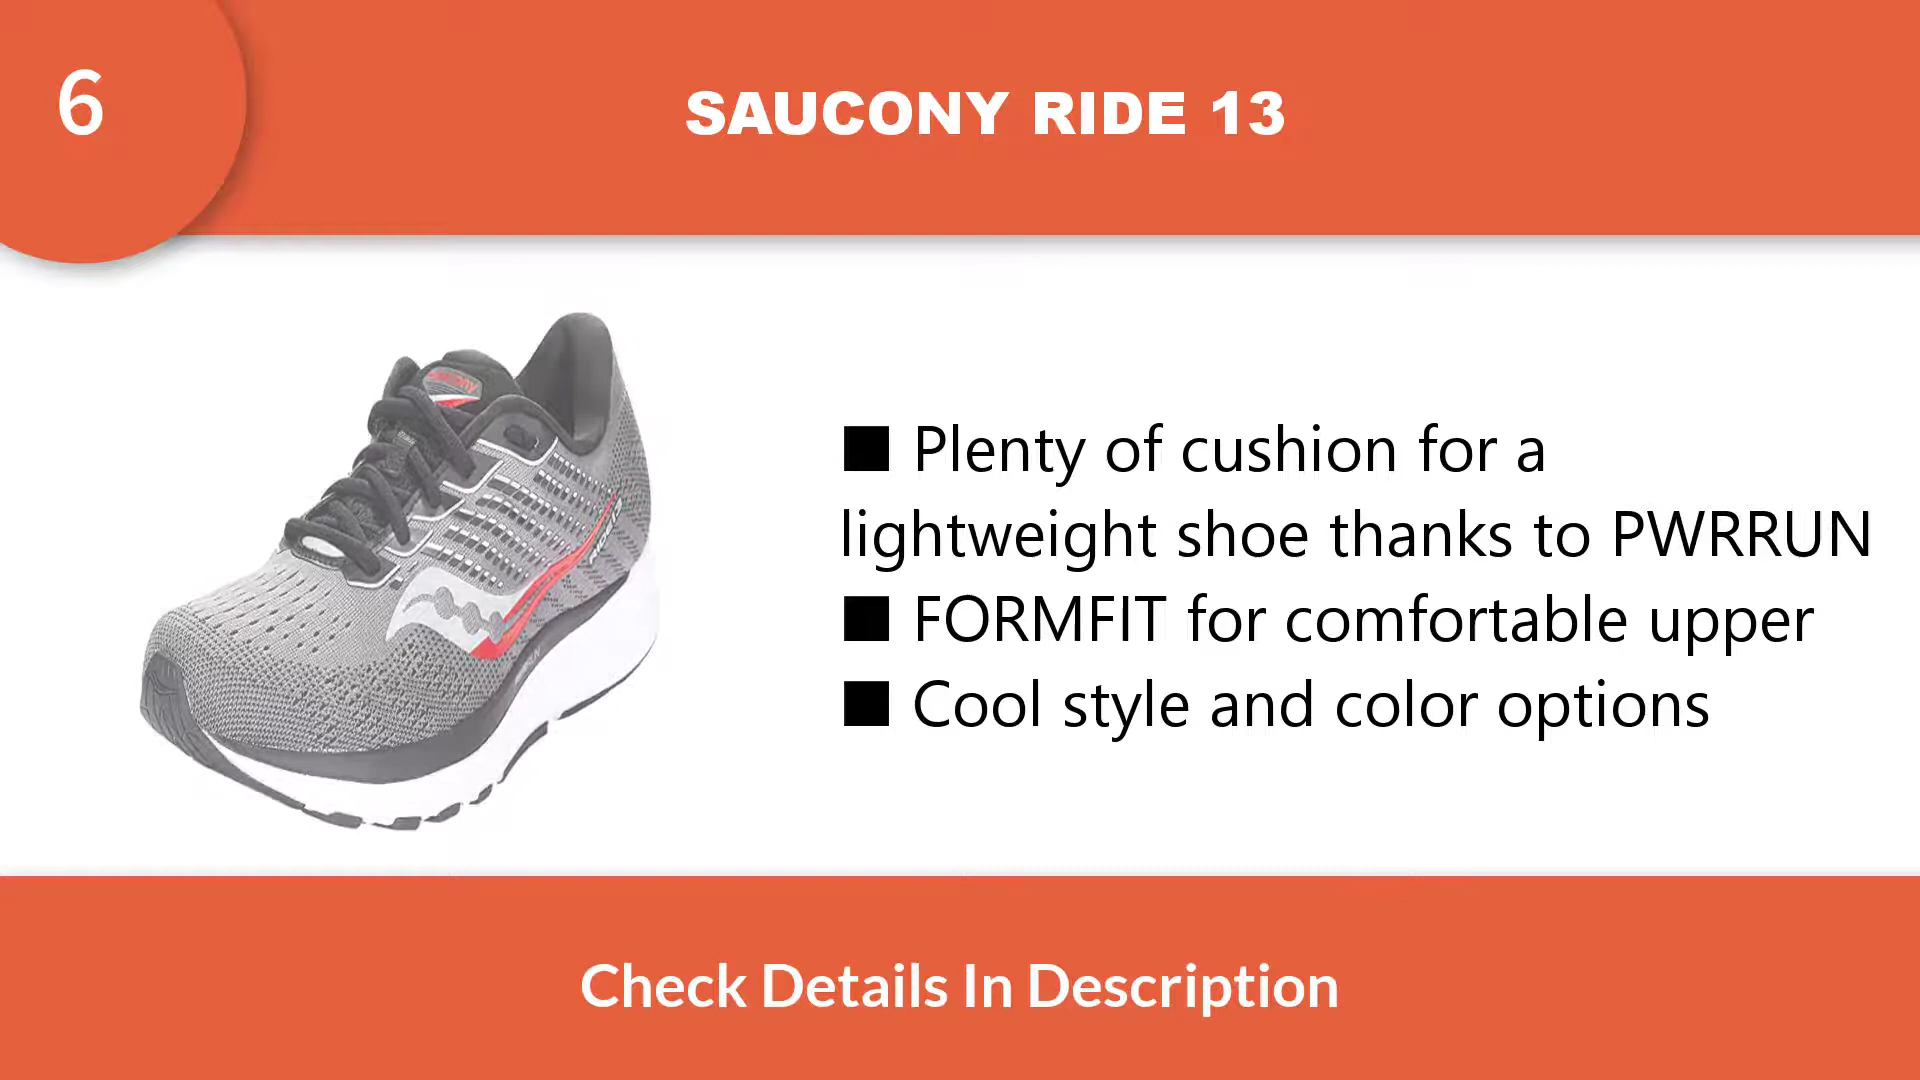 6
SAUCONY RIDE 13
saucony
■ Plenty of cushion for a
lightweight shoe thanks to PWRRUN
■ FORMFIT for comfortable upper
■ Cool style and color options
Check Details In Description